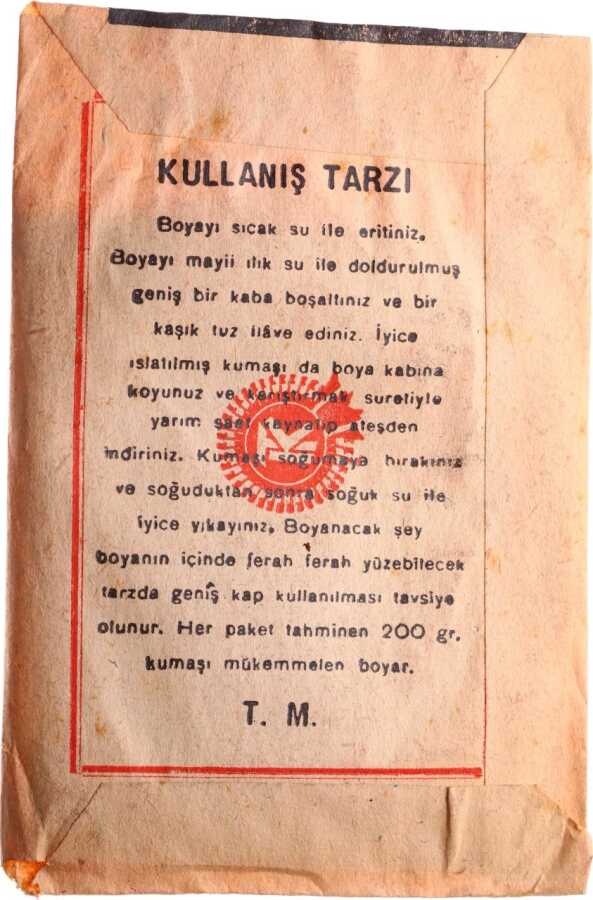 KULLANIŞ TARZI
Boyayı sıcak su ile eritiniz.
Boyayı mayii ılık su ile doldurulmuş
geniş bir kaba boşaltınız ve bir
kaşık tuz ilâve ediniz. İyice
ıslatılmış kumaşı da boya kabına
koyunuz ve karıştırmak suretiyle
yarım saat kaynatıp ateşden
indiriniz. Kumaşı soğumaya bırakınız
ve soğuduktan sonra soğuk su ile
iyice yıkayınız. Boyanacak şey
boyanın içinde ferah ferah yüzebilecek
tarzda geniş kap kullanılması tavsiye
olunur. Her paket tahminen 200 gr.
kumaşı mükemmelen boyar.
T. M.